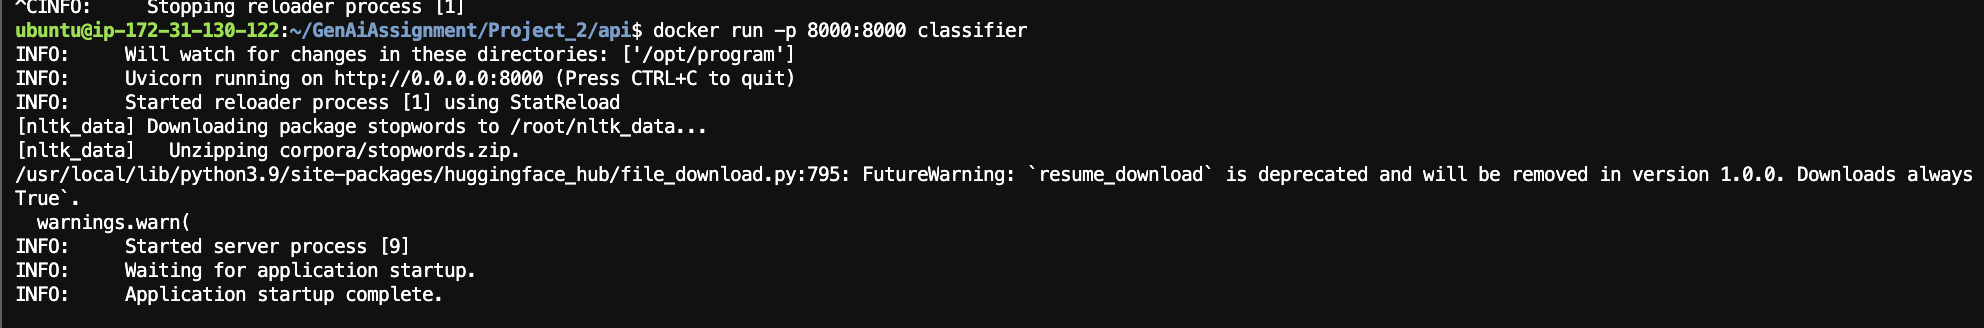 ^CINFO:     Stopping reloader process [1]
ubuntu@ip-172-31-130-122:~/GenAiAssignment/Project_2/api$ docker run -p 8000:8000 classifier
INFO:     Will watch for changes in these directories: ['/opt/program']
INFO:     Uvicorn running on http://0.0.0.0:8000 (Press CTRL+C to quit)
INFO:     Started reloader process [1] using StatReload
[nltk_data] Downloading package stopwords to /root/nltk_data...
[nltk_data]   Unzipping corpora/stopwords.zip.
/usr/local/lib/python3.9/site-packages/huggingface_hub/file_download.py:795: FutureWarning: `resume_download` is deprecated and will be removed in version 1.0.0. Downloads always
True`.
  warnings.warn(
INFO:     Started server process [9]
INFO:     Waiting for application startup.
INFO:     Application startup complete.